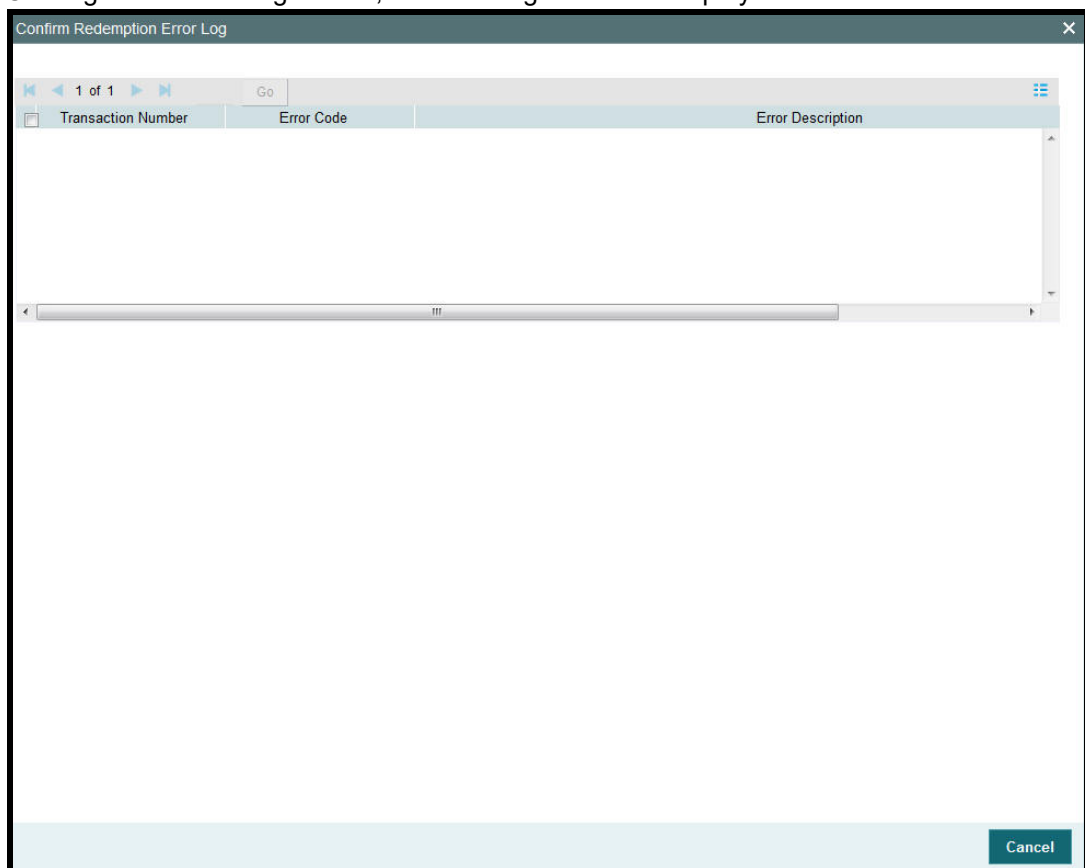 Confirm Redemption Error Log
1 of 1 Go
Transaction Number Error Code Error Description
Cancel